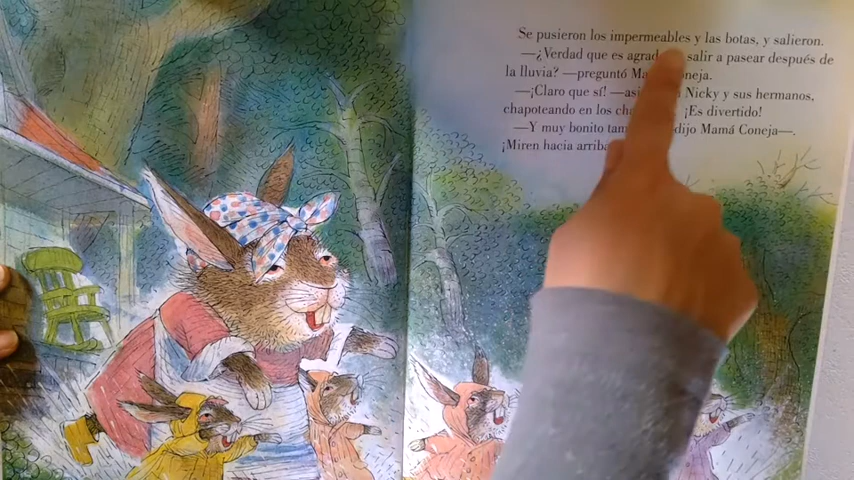 Se pusieron los impermeables y las botas, y salieron.
—¿Verdad que es salir a pasear después de
la lluvia? —preguntó
—¡Claro que sí! Nicky y sus hermanos,
chapoteando en los ¡Es divertido!
—Y muy bonito dijo Mamá Coneja—.
¡Miren hacia arriba